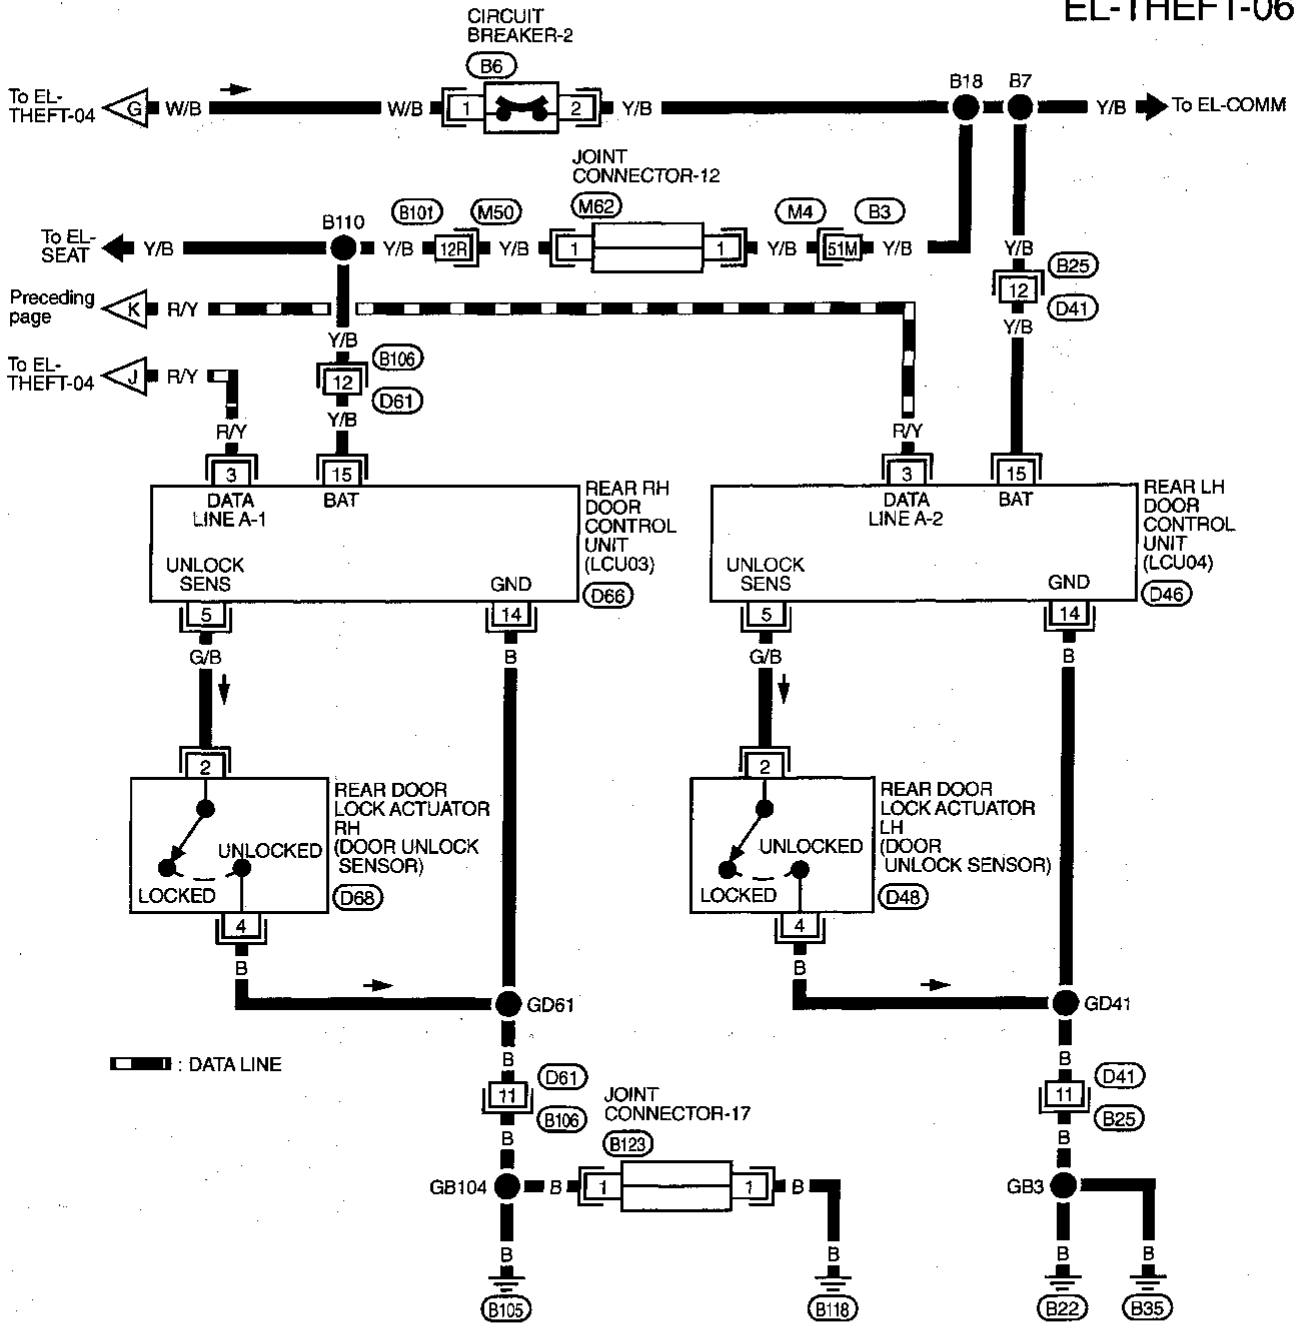 EL-THEFT-06
CIRCUIT
BREAKER-2
B6
To EL-
THEFT-04
G
W/B
W/B
1
2
Y/B
B18
B7
Y/B
To EL-COMM
JOINT
CONNECTOR-12
B110
B101
M50
M62
M4
B3
To EL-
SEAT
Y/B
Y/B
12R
Y/B
1
1
Y/B
51M
Y/B
Y/B
B25
12
D41
Y/B
Preceding
page
K
R/Y
Y/B
B106
12
D61
Y/B
To EL-
THEFT-04
J
R/Y
R/Y
R/Y
3
15
3
15
DATA
LINE A-1
BAT
REAR RH
DOOR
CONTROL
UNIT
(LCU03)
D66
DATA
LINE A-2
BAT
REAR LH
DOOR
CONTROL
UNIT
(LCU04)
D46
UNLOCK
SENS
GND
UNLOCK
SENS
GND
5
14
5
14
G/B
B
G/B
B
2
2
REAR DOOR
LOCK ACTUATOR
RH
(DOOR UNLOCK
SENSOR)
D68
UNLOCKED
LOCKED
REAR DOOR
LOCK ACTUATOR
LH
(DOOR
UNLOCK SENSOR)
D48
UNLOCKED
LOCKED
4
4
B
B
GD61
GD41
: DATA LINE
B
D61
11
B106
B
JOINT
CONNECTOR-17
B123
B
D41
11
B25
B
GB104
B
1
1
B
GB3
B
B
B
B
B105
B118
B22
B35